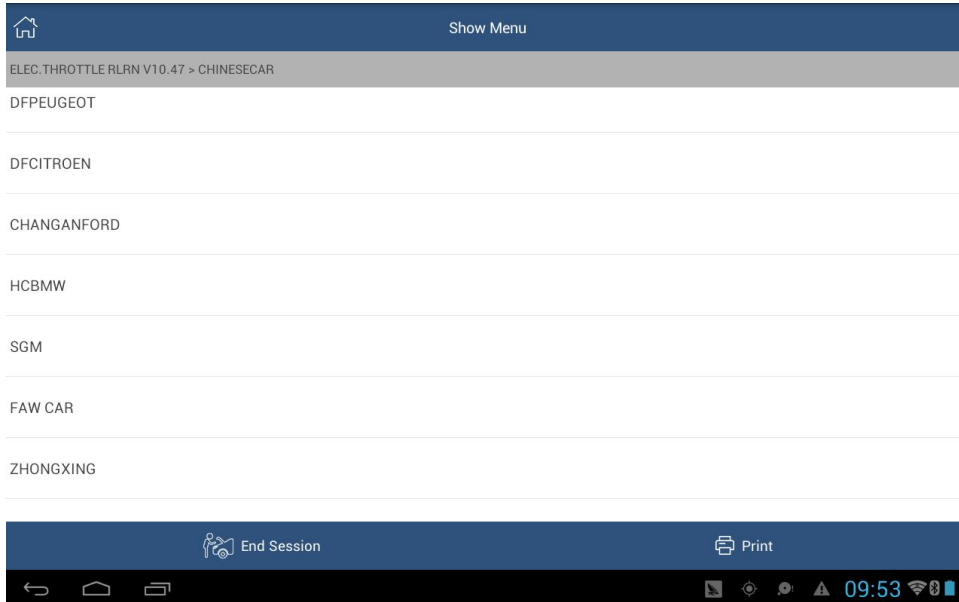 Show Menu
ELEC.THROTTLE RLRN V10.47 > CHINESECAR
DFPEUGEOT
DFCITROEN
CHANGANFORD
HCBMW
SGM
FAW CAR
ZHONGXING
End Session
Print
09:53